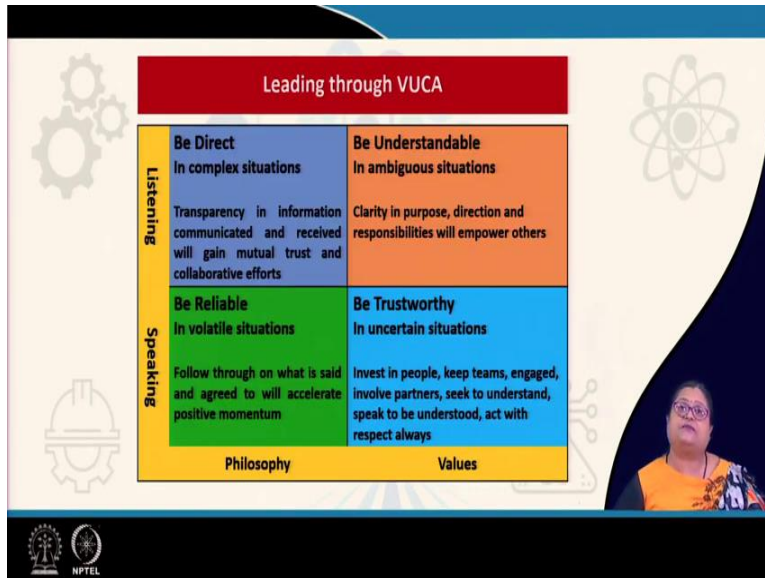 Leading through VUCA
Listening
Be Direct
In complex situations
Transparency in information
communicated and received
will gain mutual trust and
collaborative efforts
Be Understandable
In ambiguous situations
Clarity in purpose, direction and
responsibilities will empower others
Speaking
Be Reliable
In volatile situations
Follow through on what is said
and agreed to will accelerate
positive momentum
Be Trustworthy
In uncertain situations
Invest in people, keep teams, engaged,
involve partners, seek to understand,
speak to be understood, act with
respect always
Philosophy
Values
NPTEL